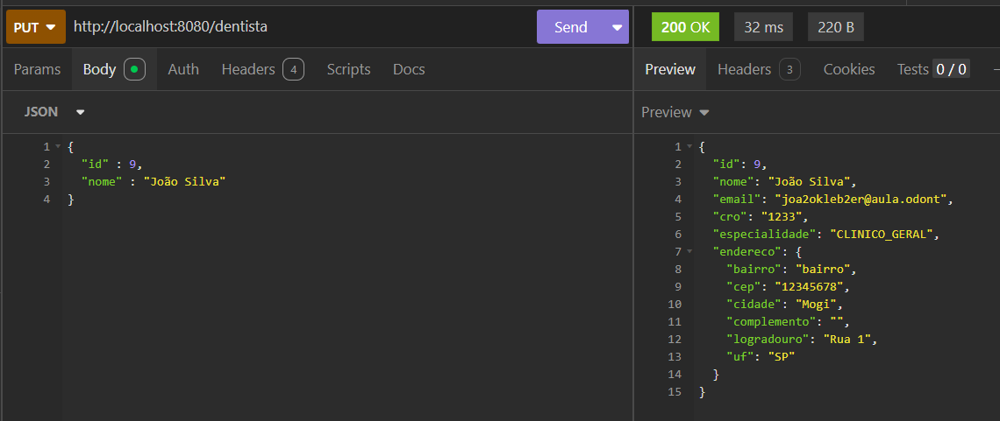 PUT http://localhost:8080/dentista Send
Params Body Auth Headers 4 Scripts Docs
JSON
1 {
2 "id" : 9,
3 "nome" : "João Silva"
4 }
200 OK 32 ms 220 B
Preview Headers 3 Cookies Tests 0 / 0
Preview
1 {
2 "id": 9,
3 "nome": "João Silva",
4 "email": "joa2okleb2er@aula.odont",
5 "cro": "1233",
6 "especialidade": "CLINICO_GERAL",
7 "endereco": {
8 "bairro": "bairro",
9 "cep": "12345678",
10 "cidade": "Mogi",
11 "complemento": "",
12 "logradouro": "Rua 1",
13 "uf": "SP"
14 }
15 }